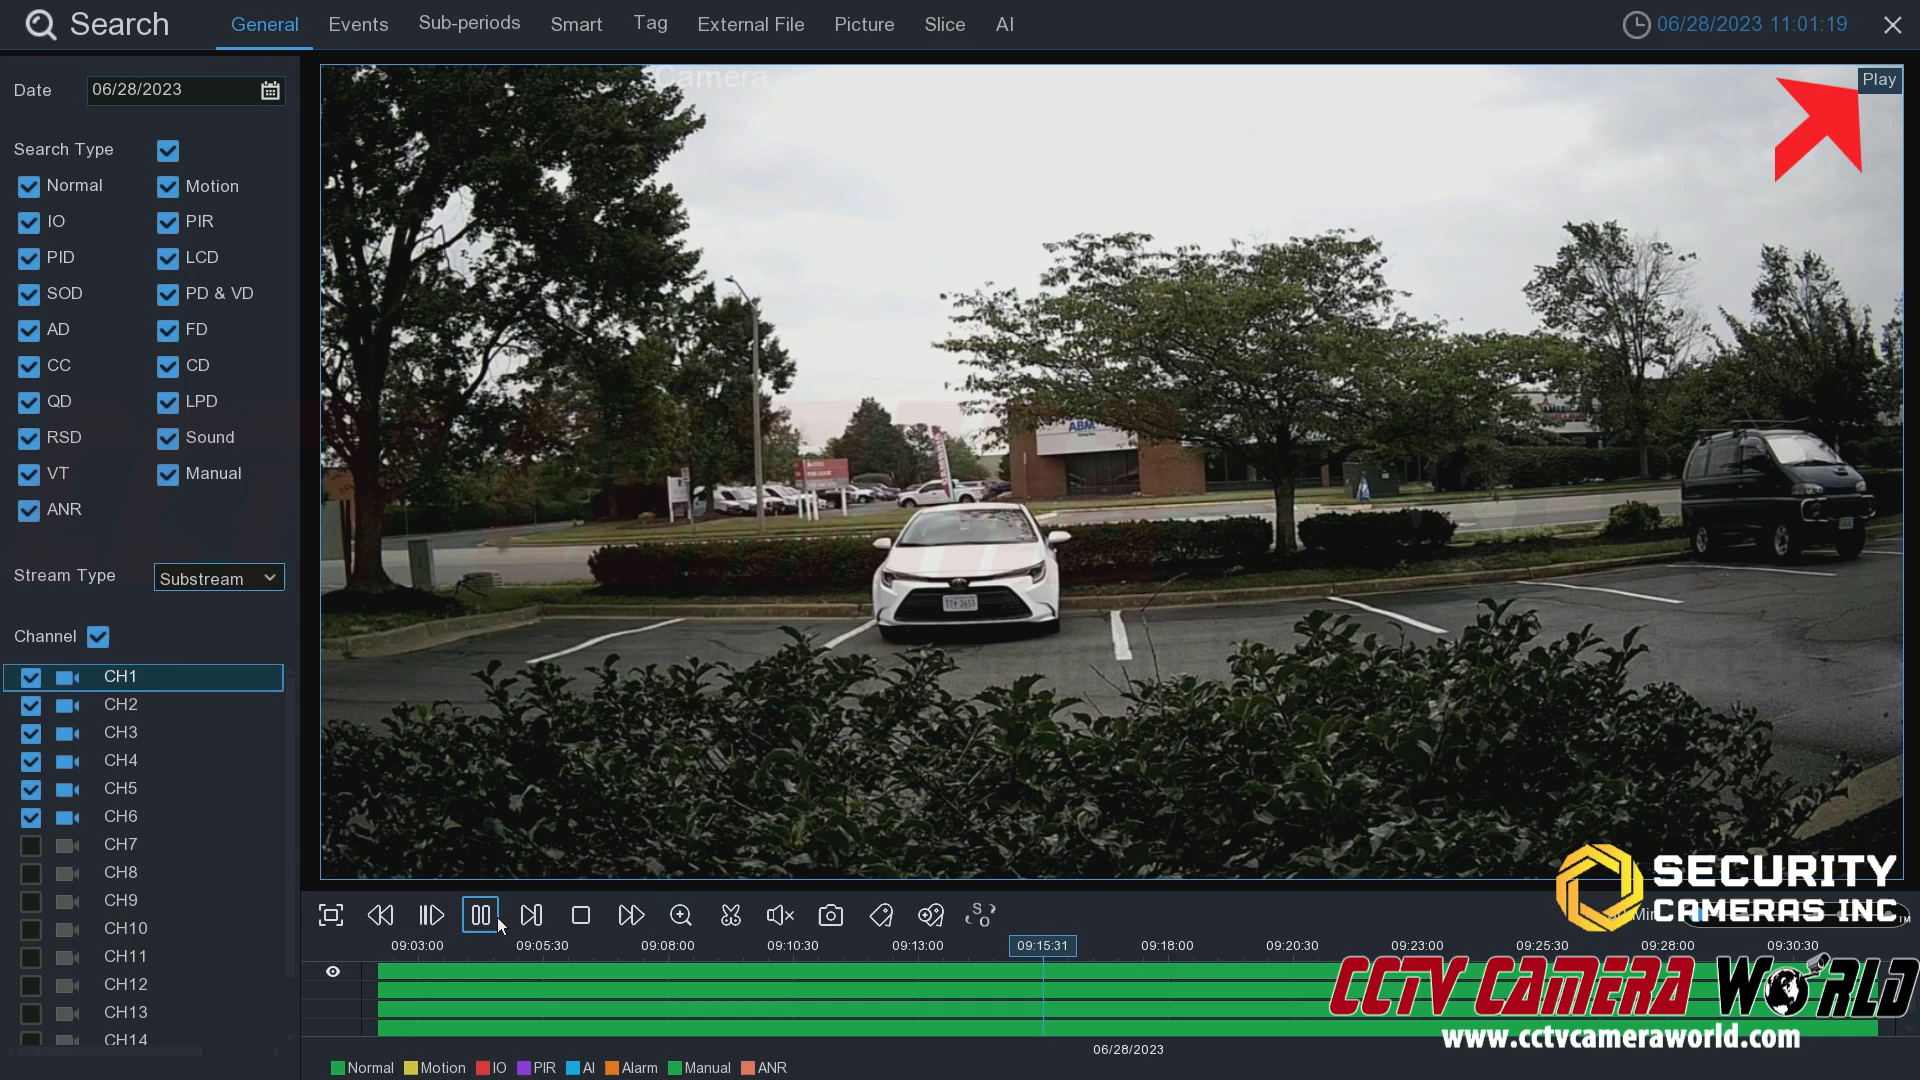 Search
General Events Sub-periods Smart Tag External File Picture Slice AI
06/28/2023 11:01:19
Date 06/28/2023
Search Type
Normal Motion
IO PIR
PID LCD
SOD PD & VD
AD FD
CC CD
QD LPD
RSD Sound
VT Manual
ANR
Stream Type Substream
Channel
CH1
CH2
CH3
CH4
CH5
CH6
CH7
CH8
CH9
CH10
CH11
CH12
CH13
CH14
Camera
Play
ABM
FOR LEASE
SECURITY
CAMERAS INC.™
09:03:00 09:05:30 09:08:00 09:10:30 09:13:00 09:15:31 09:18:00 09:20:30 09:23:00 09:25:30 09:28:00 09:30:30
CCTV CAMERA WORLD
www.cctvcameraworld.com
06/28/2023
Normal Motion IO PIR AI Alarm Manual ANR